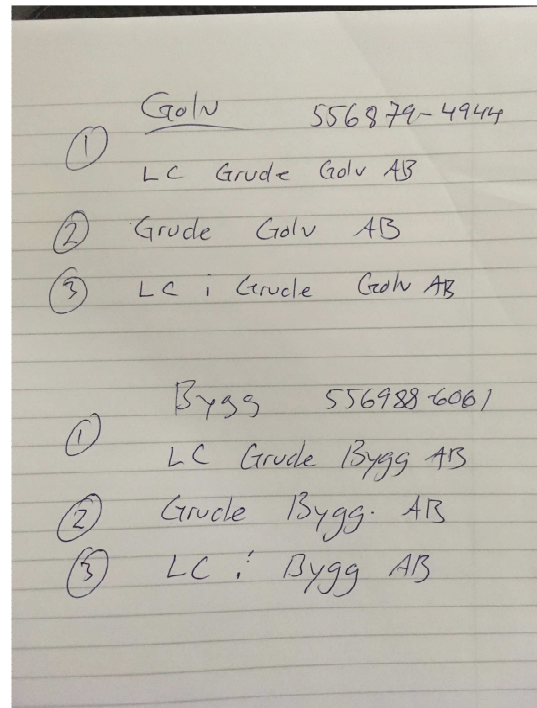 Golv 556879-4944
① LC Grude Golv AB
② Grude Golv AB
③ LC i Grude Golv AB
Bygg 556988-6061
① LC Grude Bygg AB
② Grude Bygg. AB
③ LC i Bygg AB